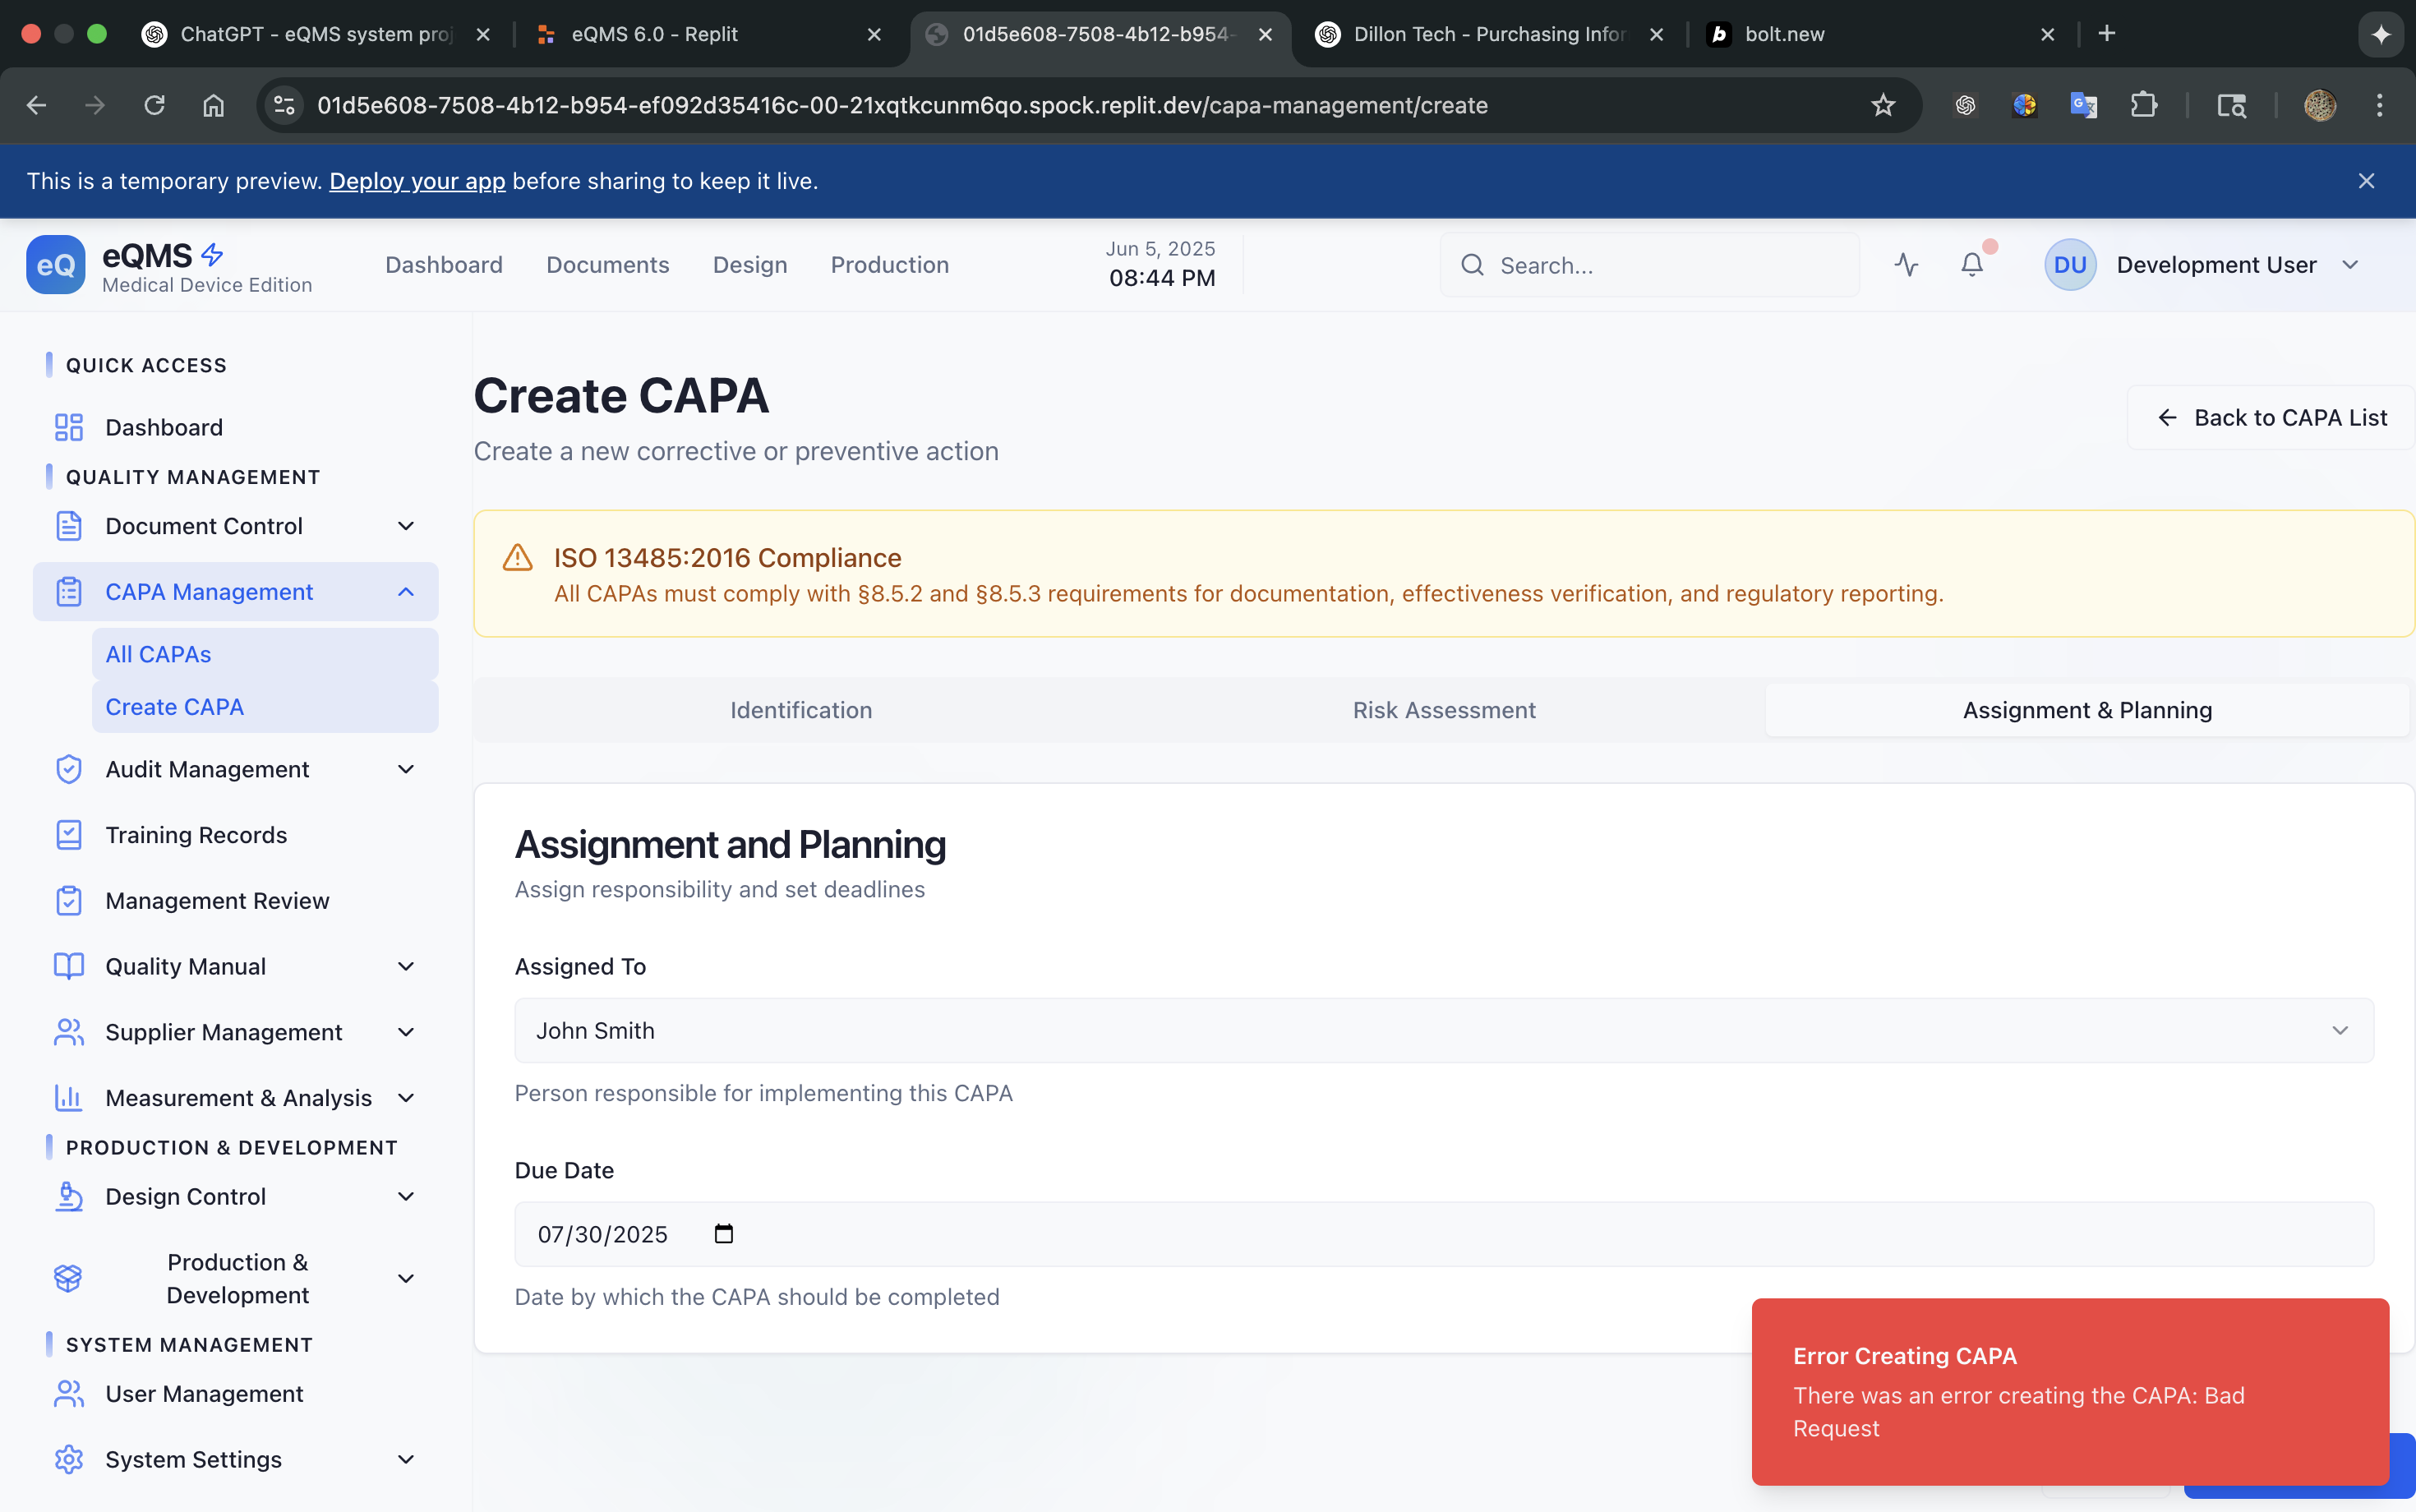 ChatGPT - eQMS system proj
eQMS 6.0 - Replit
01d5e608-7508-4b12-b954-
Dillon Tech - Purchasing Infor
bolt.new
01d5e608-7508-4b12-b954-ef092d35416c-00-21xqtkcunm6qo.spock.replit.dev/capa-management/create
This is a temporary preview. Deploy your app before sharing to keep it live.
eQ
eQMS
Medical Device Edition
Dashboard
Documents
Design
Production
Jun 5, 2025
08:44 PM
Search...
DU
Development User
QUICK ACCESS
Dashboard
QUALITY MANAGEMENT
Document Control
CAPA Management
All CAPAs
Create CAPA
Audit Management
Training Records
Management Review
Quality Manual
Supplier Management
Measurement & Analysis
PRODUCTION & DEVELOPMENT
Design Control
Production &
Development
SYSTEM MANAGEMENT
User Management
System Settings
Create CAPA
Create a new corrective or preventive action
Back to CAPA List
ISO 13485:2016 Compliance
All CAPAs must comply with §8.5.2 and §8.5.3 requirements for documentation, effectiveness verification, and regulatory reporting.
Identification
Risk Assessment
Assignment & Planning
Assignment and Planning
Assign responsibility and set deadlines
Assigned To
John Smith
Person responsible for implementing this CAPA
Due Date
07/30/2025
Date by which the CAPA should be completed
Error Creating CAPA
There was an error creating the CAPA: Bad
Request